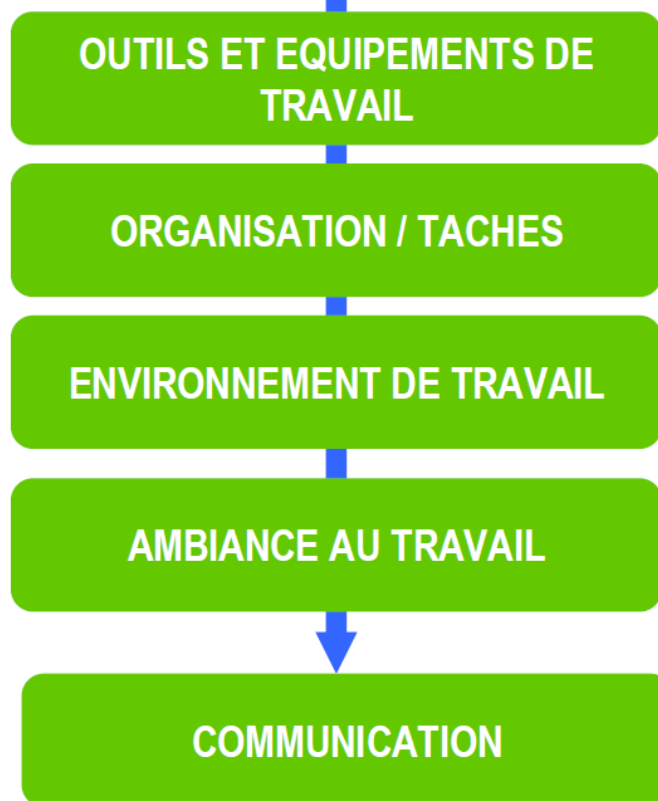 OUTILS ET EQUIPEMENTS DE
TRAVAIL
ORGANISATION / TACHES
ENVIRONNEMENT DE TRAVAIL
AMBIANCE AU TRAVAIL
COMMUNICATION